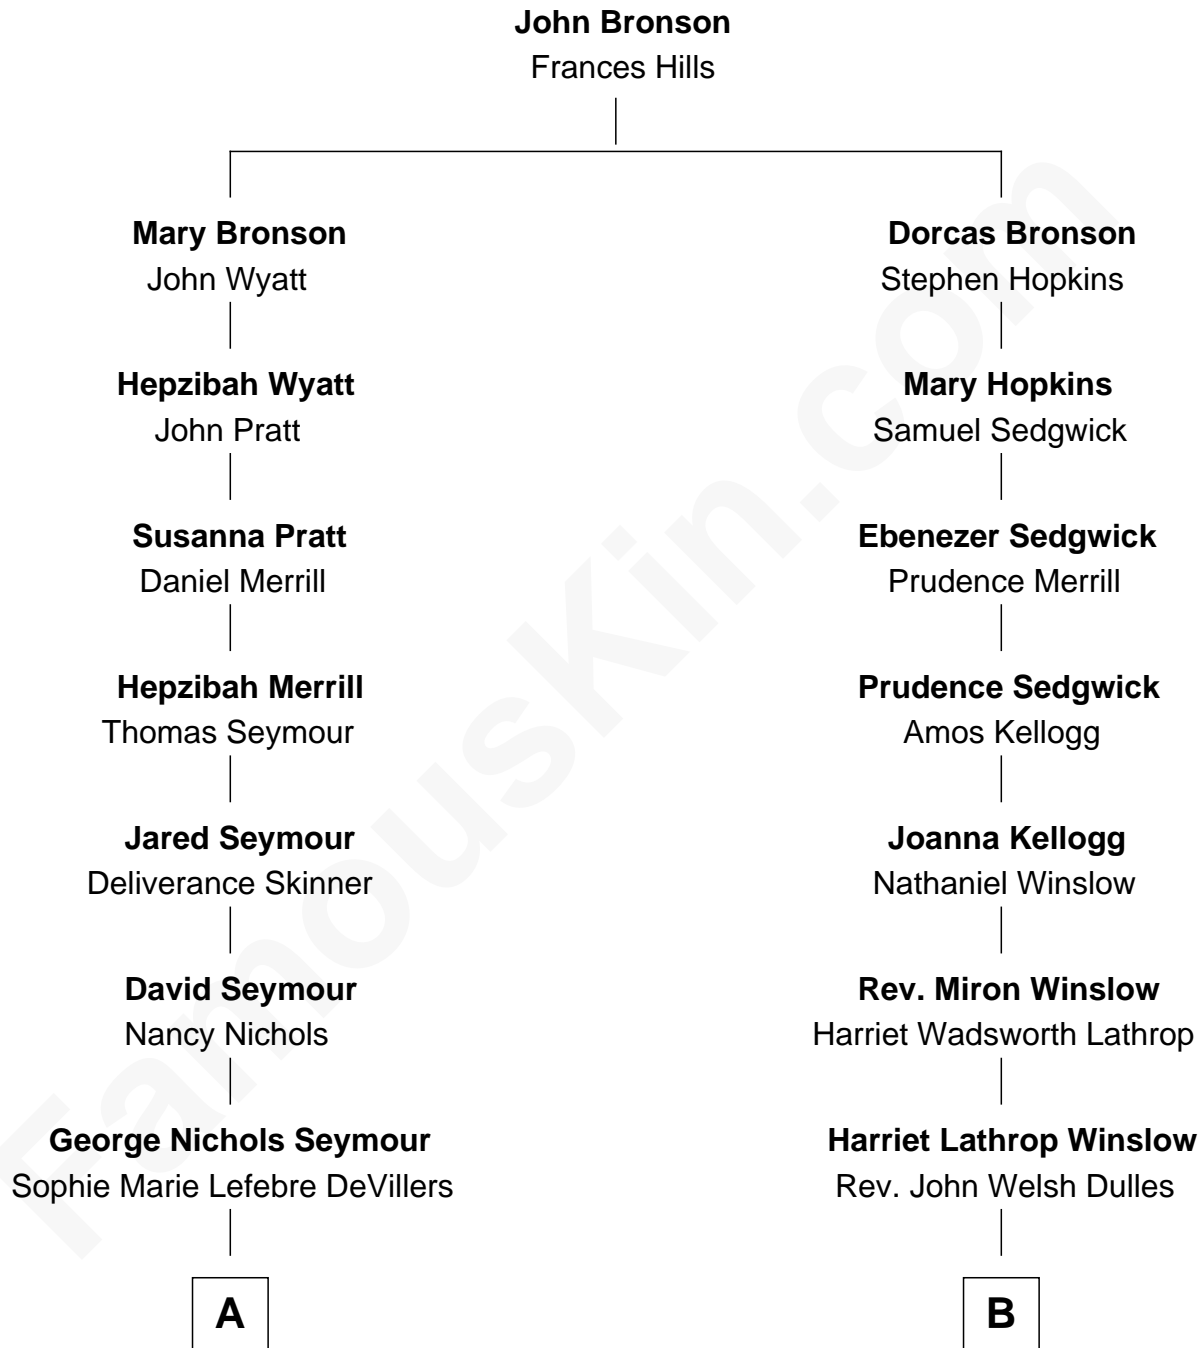 John Bronson
Frances Hills
Mary Bronson
John Wyatt
Dorcas Bronson
Stephen Hopkins
Hepzibah Wyatt
John Pratt
Mary Hopkins
Samuel Sedgwick
Susanna Pratt
Daniel Merrill
Ebenezer Sedgwick
Prudence Merrill
Hepzibah Merrill
Thomas Seymour
Prudence Sedgwick
Amos Kellogg
Jared Seymour
Deliverance Skinner
Joanna Kellogg
Nathaniel Winslow
David Seymour
Nancy Nichols
Rev. Miron Winslow
Harriet Wadsworth Lathrop
George Nichols Seymour
Sophie Marie Lefebre DeVillers
Harriet Lathrop Winslow
Rev. John Welsh Dulles
A
B
FamousKin.com